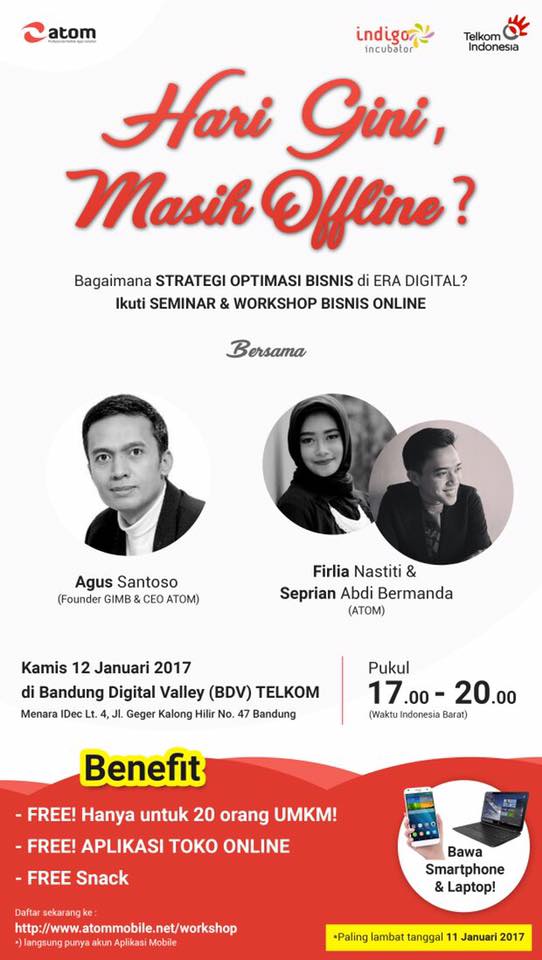 atom
indigo
incubator
Telkom
Indonesia
Hari Gini,
Masih Offline?
Bagaimana STRATEGI OPTIMASI BISNIS di ERA DIGITAL?
Ikuti SEMINAR & WORKSHOP BISNIS ONLINE
Bersama
Agus Santoso
(Founder GIMB & CEO ATOM)
Firlia Nastiti &
Seprian Abdi Bermanda
(ATOM)
Kamis 12 Januari 2017
di Bandung Digital Valley (BDV) TELKOM
Menara IDec Lt. 4, Jl. Geger Kalong Hilir No. 47 Bandung
Pukul
17.00 - 20.00
(Waktu Indonesia Barat)
Benefit
- FREE! Hanya untuk 20 orang UMKM!
- FREE! APLIKASI TOKO ONLINE
- FREE Snack
Bawa
Smartphone
& Laptop!
Daftar sekarang ke :
http://www.atommobile.net/workshop
*) langsung punya akun Aplikasi Mobile
*Paling lambat tanggal 11 Januari 2017